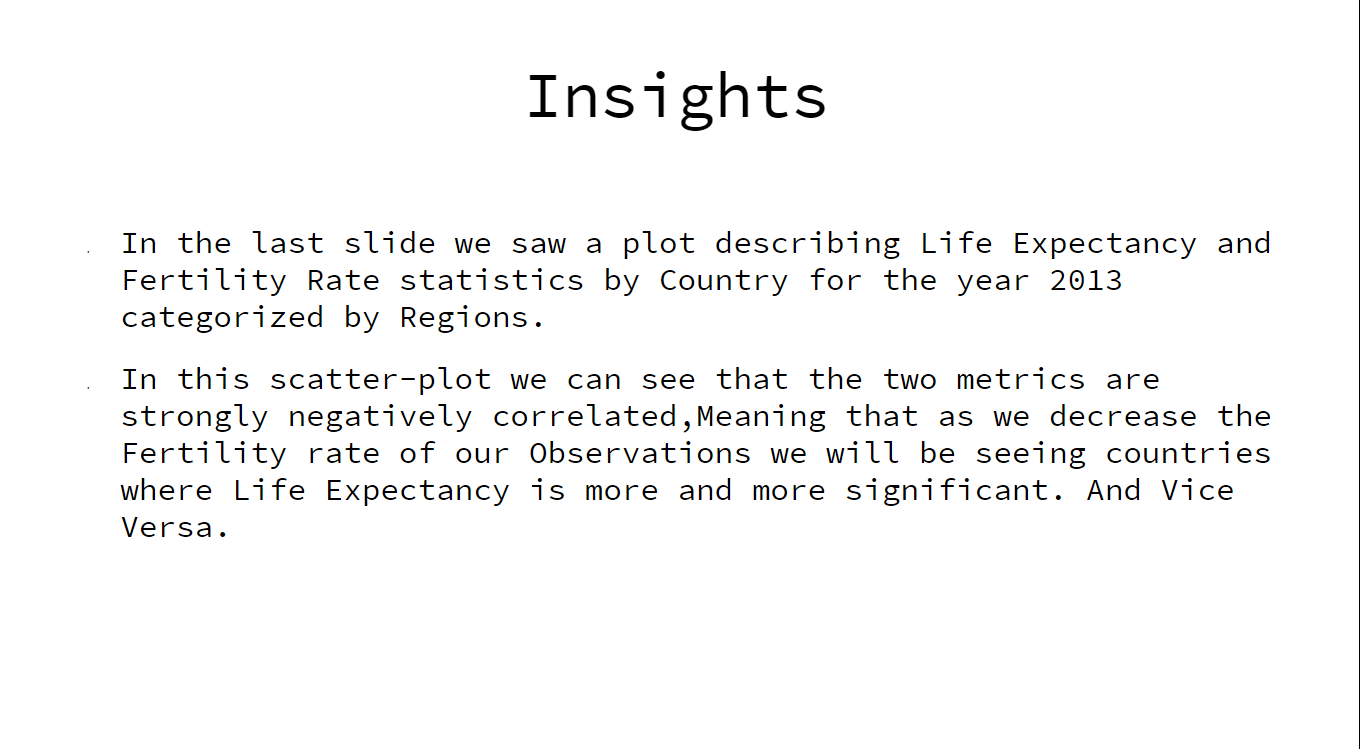 Insights
In the last slide we saw a plot describing Life Expectancy and
Fertility Rate statistics by Country for the year 2013
categorized by Regions.
In this scatter-plot we can see that the two metrics are
strongly negatively correlated,Meaning that as we decrease the
Fertility rate of our Observations we will be seeing countries
where Life Expectancy is more and more significant. And Vice
Versa.